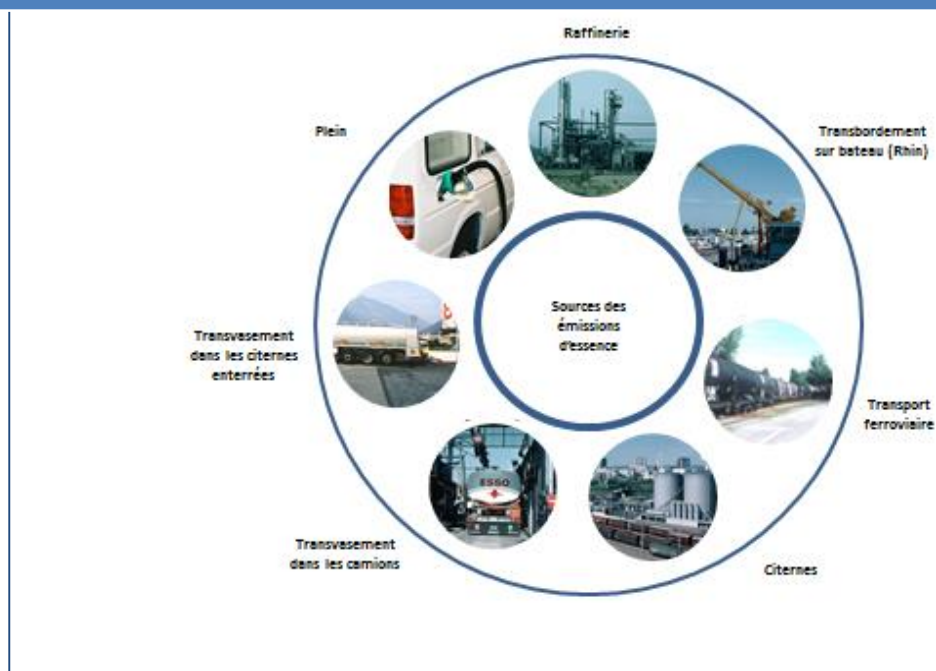 Raffinerie
Plein
Transbordement
sur bateau (Rhin)
Sources des
émissions
d'essence
Transvasement
dans les citernes
enterrées
Transport
ferroviaire
ESSO
Transvasement
dans les camions
Citernes